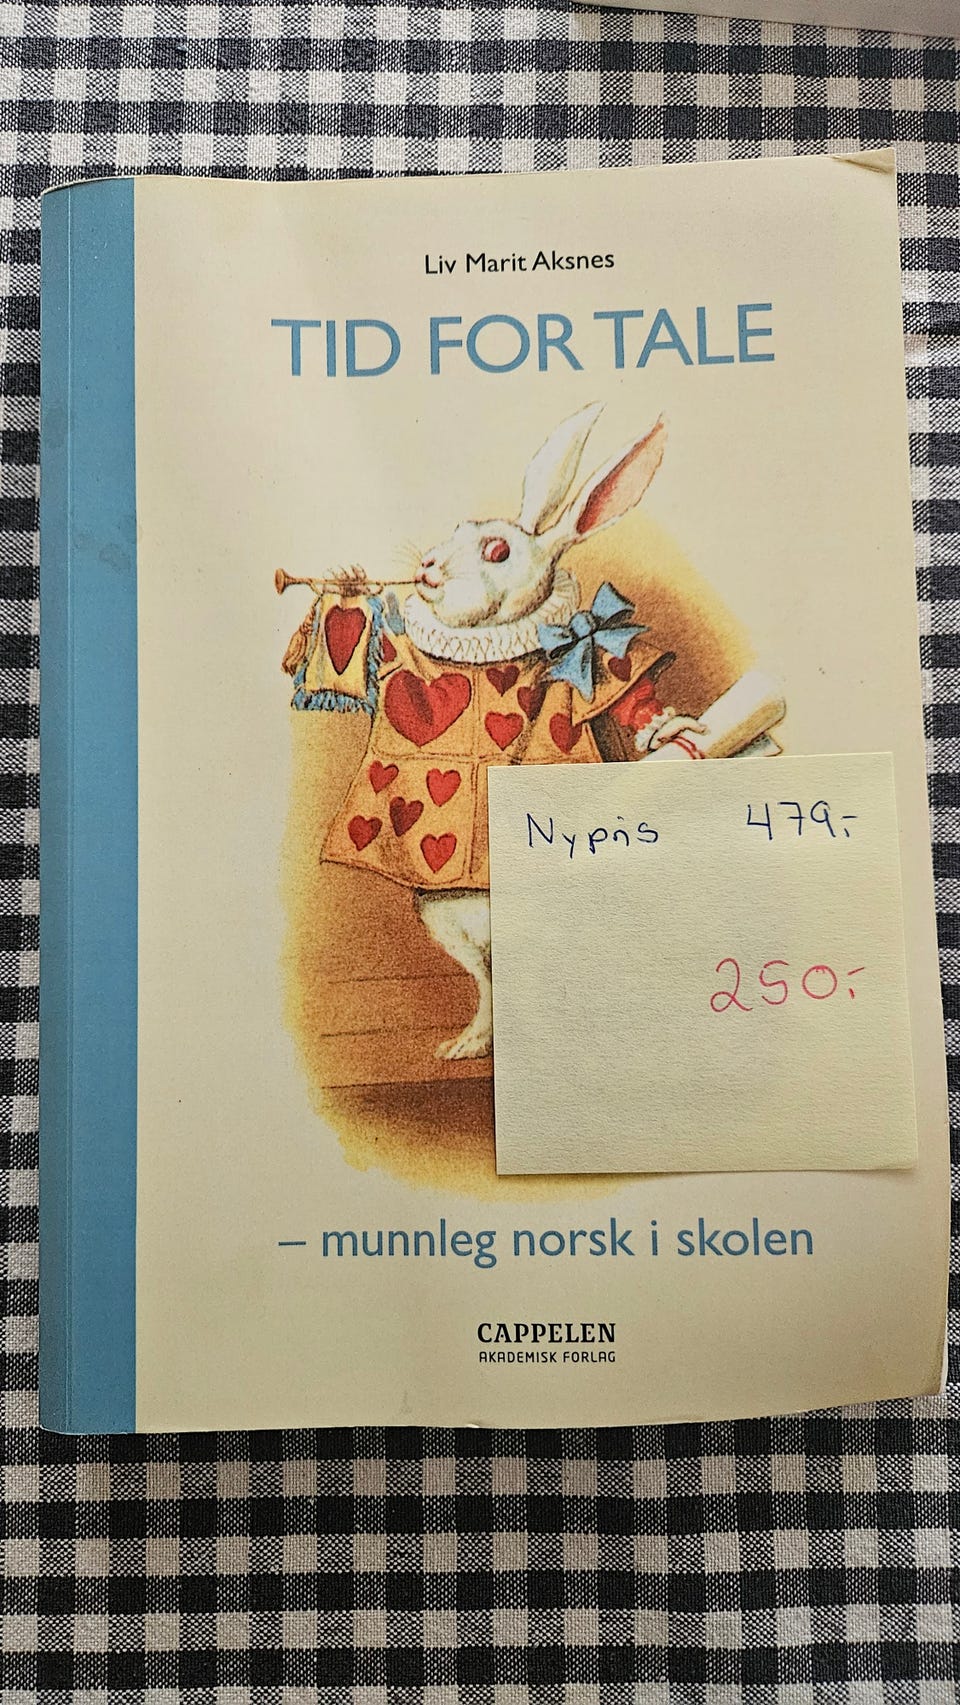 Liv Marit Aksnes
TID FOR TALE
Nypris 479,-
250,-
– munnleg norsk i skolen
CAPPELEN
AKADEMISK FORLAG